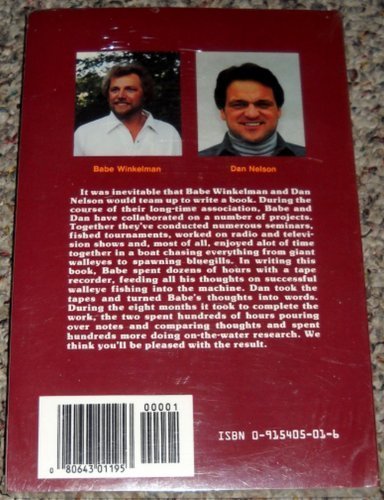 Babe Winkelman
Dan Nelson
It was inevitable that Babe Winkelman and Dan
Nelson would team up to write a book. During the
course of their long-time association, Babe and
Dan have collaborated on a number of projects.
Together they've conducted numerous seminars,
fished tournaments, worked on radio and televi-
sion shows and, most of all, enjoyed alot of time
together in a boat chasing everything from giant
walleyes to spawning bluegills. In writing this
book, Babe spent dozens of hours with a tape
recorder, feeding all his thoughts on successful
walleye fishing into the machine. Dan took the
tapes and turned Babe's thoughts into words.
During the eight months it took to complete the
work, the two spent hundreds of hours pouring
over notes and comparing thoughts and spent
hundreds more doing on-the-water research. We
think you'll be pleased with the result.
00001
0 80643 01195
ISBN 0-915405-01-6